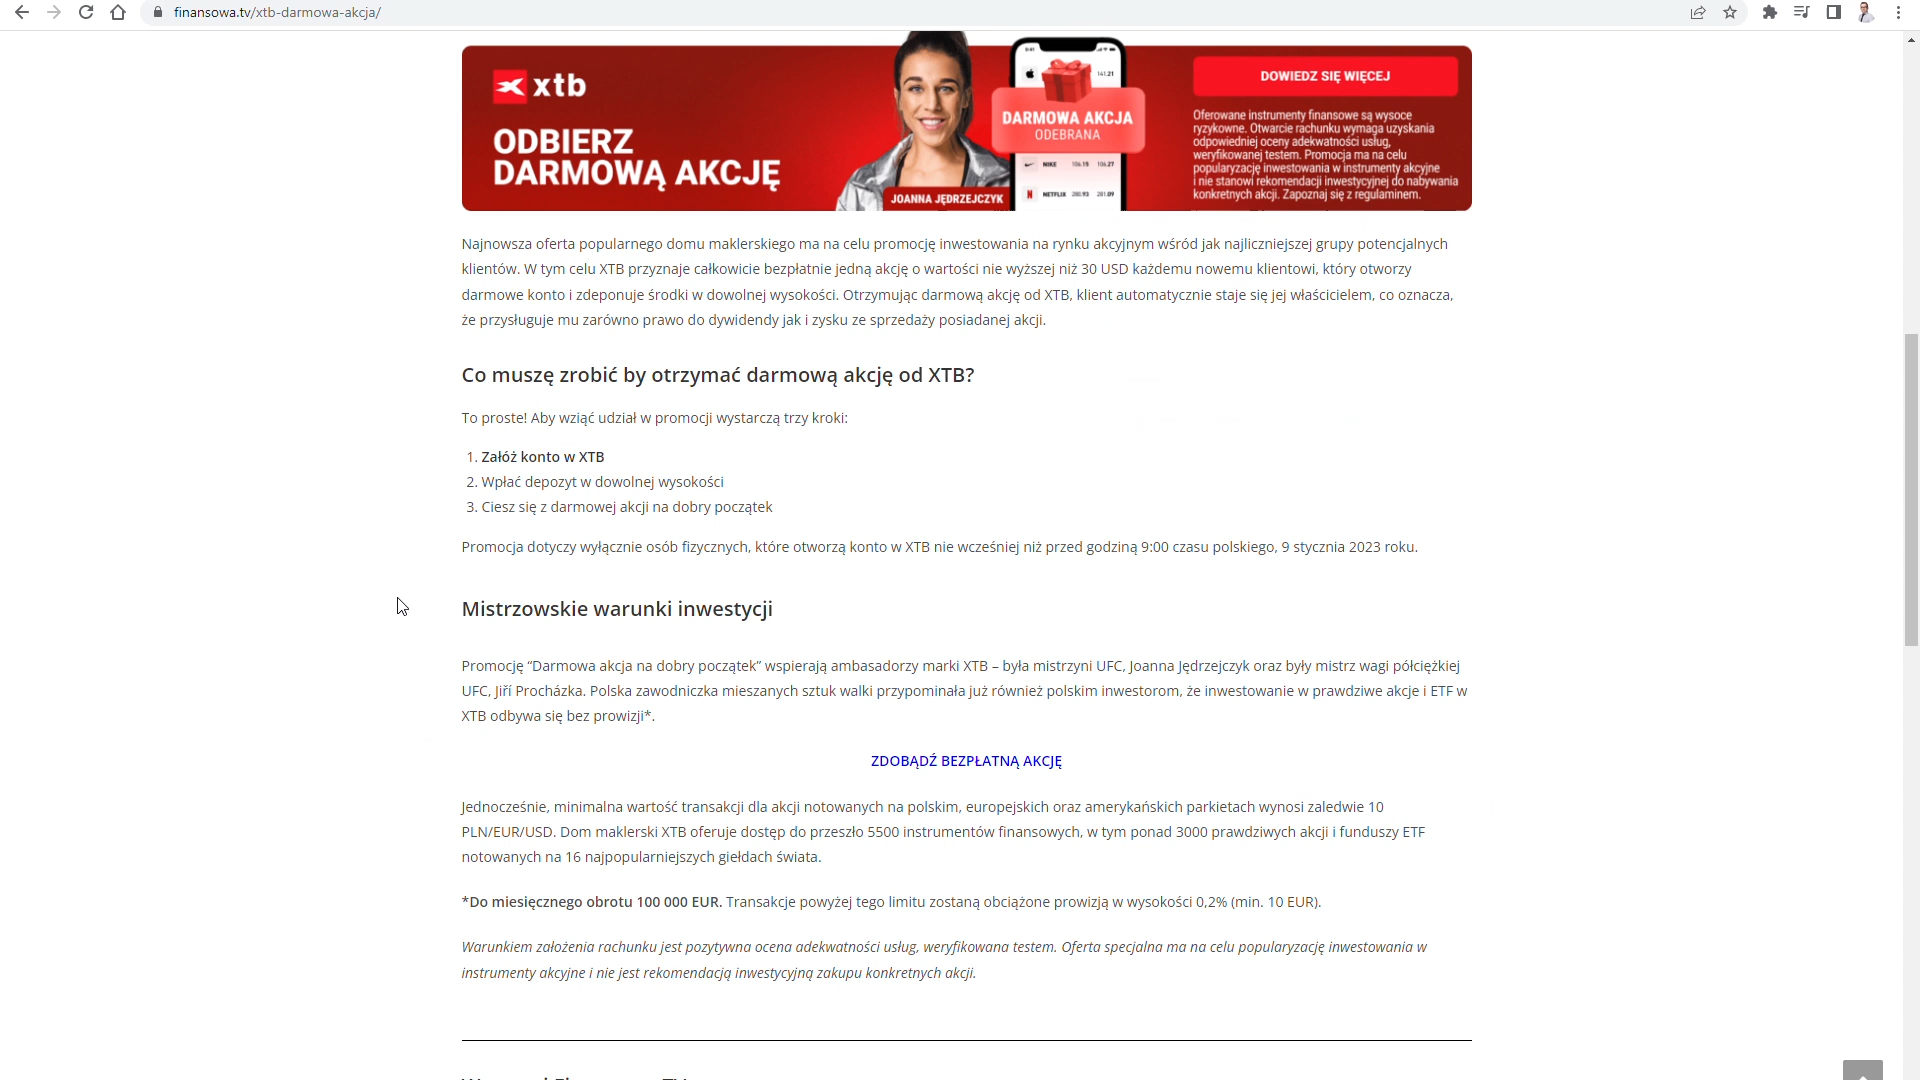 finansowa.tv/xtb-darmowa-akcja/
xtb
ODBIERZ
DARMOWĄ AKCJĘ
JOANNA JĘDRZEJCZYK
9:41
141.21
DARMOWA AKCJA
ODEBRANA
NIKE 106.15 106.27
NETFLIX 280.93 281.09
DOWIEDZ SIĘ WIĘCEJ
Oferowane instrumenty finansowe są wysoce
ryzykowne. Otwarcie rachunku wymaga uzyskania
odpowiedniej oceny adekwatności usług,
weryfikowanej testem. Promocja ma na celu
popularyzację inwestowania w instrumenty akcyjne
i nie stanowi rekomendacji inwestycyjnej do nabywania
konkretnych akcji. Zapoznaj się z regulaminem.
Najnowsza oferta popularnego domu maklerskiego ma na celu promocję inwestowania na rynku akcyjnym wśród jak najliczniejszej grupy potencjalnych
klientów. W tym celu XTB przyznaje całkowicie bezpłatnie jedną akcję o wartości nie wyższej niż 30 USD każdemu nowemu klientowi, który otworzy
darmowe konto i zdeponuje środki w dowolnej wysokości. Otrzymując darmową akcję od XTB, klient automatycznie staje się jej właścicielem, co oznacza,
że przysługuje mu zarówno prawo do dywidendy jak i zysku ze sprzedaży posiadanej akcji.
Co muszę zrobić by otrzymać darmową akcję od XTB?
To proste! Aby wziąć udział w promocji wystarczą trzy kroki:
1. Załóż konto w XTB
2. Wpłać depozyt w dowolnej wysokości
3. Ciesz się z darmowej akcji na dobry początek
Promocja dotyczy wyłącznie osób fizycznych, które otworzą konto w XTB nie wcześniej niż przed godziną 9:00 czasu polskiego, 9 stycznia 2023 roku.
Mistrzowskie warunki inwestycji
Promocję “Darmowa akcja na dobry początek” wspierają ambasadorzy marki XTB – była mistrzyni UFC, Joanna Jędrzejczyk oraz były mistrz wagi półciężkiej
UFC, Jiří Procházka. Polska zawodniczka mieszanych sztuk walki przypominała już również polskim inwestorom, że inwestowanie w prawdziwe akcje i ETF w
XTB odbywa się bez prowizji*.
ZDOBĄDŹ BEZPŁATNĄ AKCJĘ
Jednocześnie, minimalna wartość transakcji dla akcji notowanych na polskim, europejskich oraz amerykańskich parkietach wynosi zaledwie 10
PLN/EUR/USD. Dom maklerski XTB oferuje dostęp do przeszło 5500 instrumentów finansowych, w tym ponad 3000 prawdziwych akcji i funduszy ETF
notowanych na 16 najpopularniejszych giełdach świata.
*Do miesięcznego obrotu 100 000 EUR. Transakcje powyżej tego limitu zostaną obciążone prowizją w wysokości 0,2% (min. 10 EUR).
Warunkiem założenia rachunku jest pozytywna ocena adekwatności usług, weryfikowana testem. Oferta specjalna ma na celu popularyzację inwestowania w
instrumenty akcyjne i nie jest rekomendacją inwestycyjną zakupu konkretnych akcji.